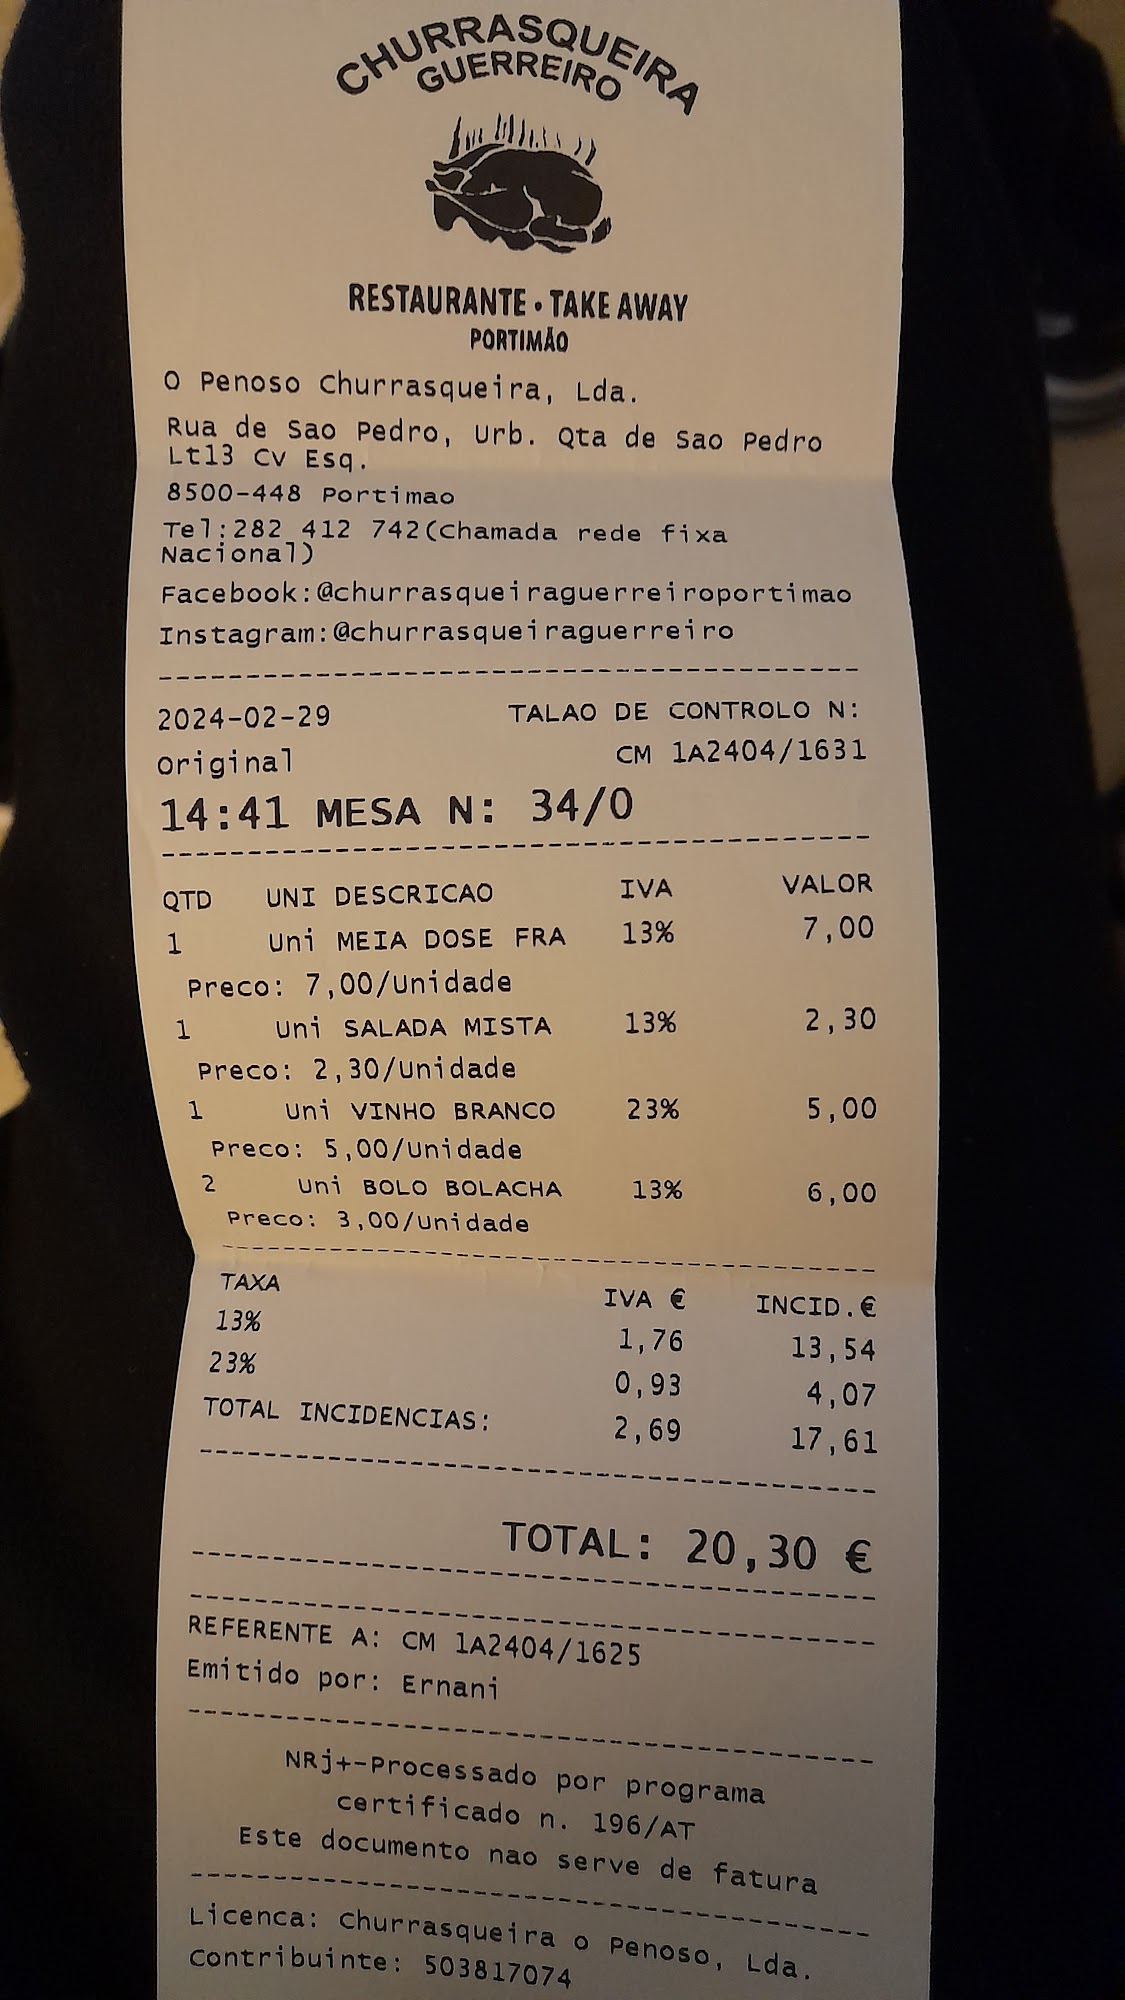 CHURRASQUEIRA
GUERREIRO
RESTAURANTE • TAKE AWAY
PORTIMÃO
O Penoso Churrasqueira, Lda.
Rua de Sao Pedro, Urb. Qta de Sao Pedro
Lt13 Cv Esq.
8500-448 Portimao
Tel:282 412 742(Chamada rede fixa
Nacional)
Facebook:@churrasqueiraguerreiroportimao
Instagram:@churrasqueiraguerreiro
2024-02-29 TALAO DE CONTROLO N:
Original CM 1A2404/1631
14:41 MESA N: 34/0
QTD UNI DESCRICAO IVA VALOR
1 Uni MEIA DOSE FRA 13% 7,00
Preco: 7,00/Unidade
1 Uni SALADA MISTA 13% 2,30
Preco: 2,30/Unidade
1 Uni VINHO BRANCO 23% 5,00
Preco: 5,00/Unidade
2 Uni BOLO BOLACHA 13% 6,00
Preco: 3,00/Unidade
TAXA IVA € INCID.€
13% 1,76 13,54
23% 0,93 4,07
TOTAL INCIDENCIAS: 2,69 17,61
TOTAL: 20,30 €
REFERENTE A: CM 1A2404/1625
Emitido por: Ernani
NRj+-Processado por programa
certificado n. 196/AT
Este documento nao serve de fatura
Licenca: Churrasqueira o Penoso, Lda.
Contribuinte: 503817074